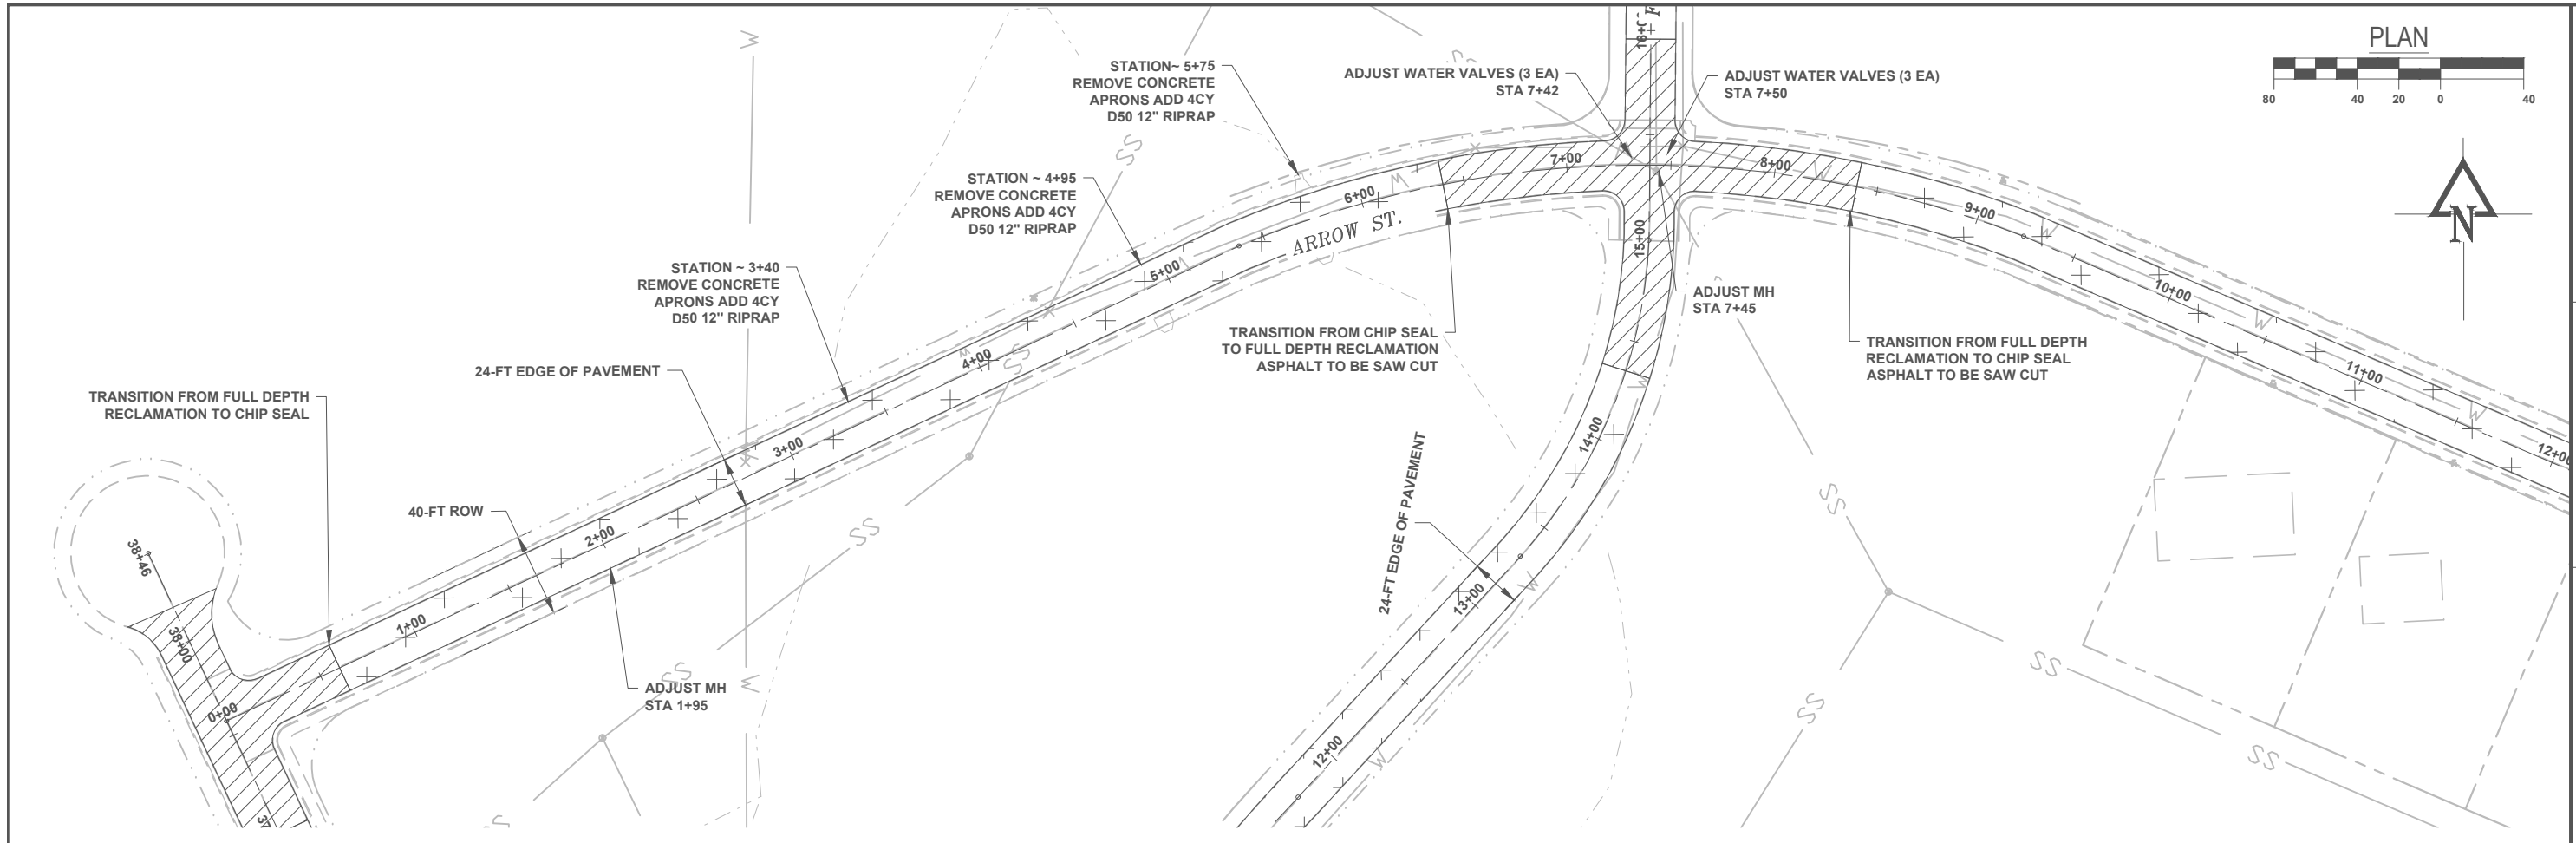 PLAN
80
40
20
0
40
N
STATION~ 5+75
REMOVE CONCRETE
APRONS ADD 4CY
D50 12" RIPRAP
ADJUST WATER VALVES (3 EA)
STA 7+42
ADJUST WATER VALVES (3 EA)
STA 7+50
STATION ~ 4+95
REMOVE CONCRETE
APRONS ADD 4CY
D50 12" RIPRAP
STATION ~ 3+40
REMOVE CONCRETE
APRONS ADD 4CY
D50 12" RIPRAP
24-FT EDGE OF PAVEMENT
TRANSITION FROM FULL DEPTH
RECLAMATION TO CHIP SEAL
40-FT ROW
ADJUST MH
STA 1+95
ARROW ST.
TRANSITION FROM CHIP SEAL
TO FULL DEPTH RECLAMATION
ASPHALT TO BE SAW CUT
ADJUST MH
STA 7+45
TRANSITION FROM FULL DEPTH
RECLAMATION TO CHIP SEAL
ASPHALT TO BE SAW CUT
24-FT EDGE OF PAVEMENT
38+46
38+00
0+00
1+00
2+00
3+00
4+00
5+00
6+00
7+00
8+00
9+00
10+00
11+00
15+00
14+00
13+00
12+00
W
W
W
W
W
W
W
W
W
W
W
W
W
SS
SS
SS
SS
SS
SS
SS
SS